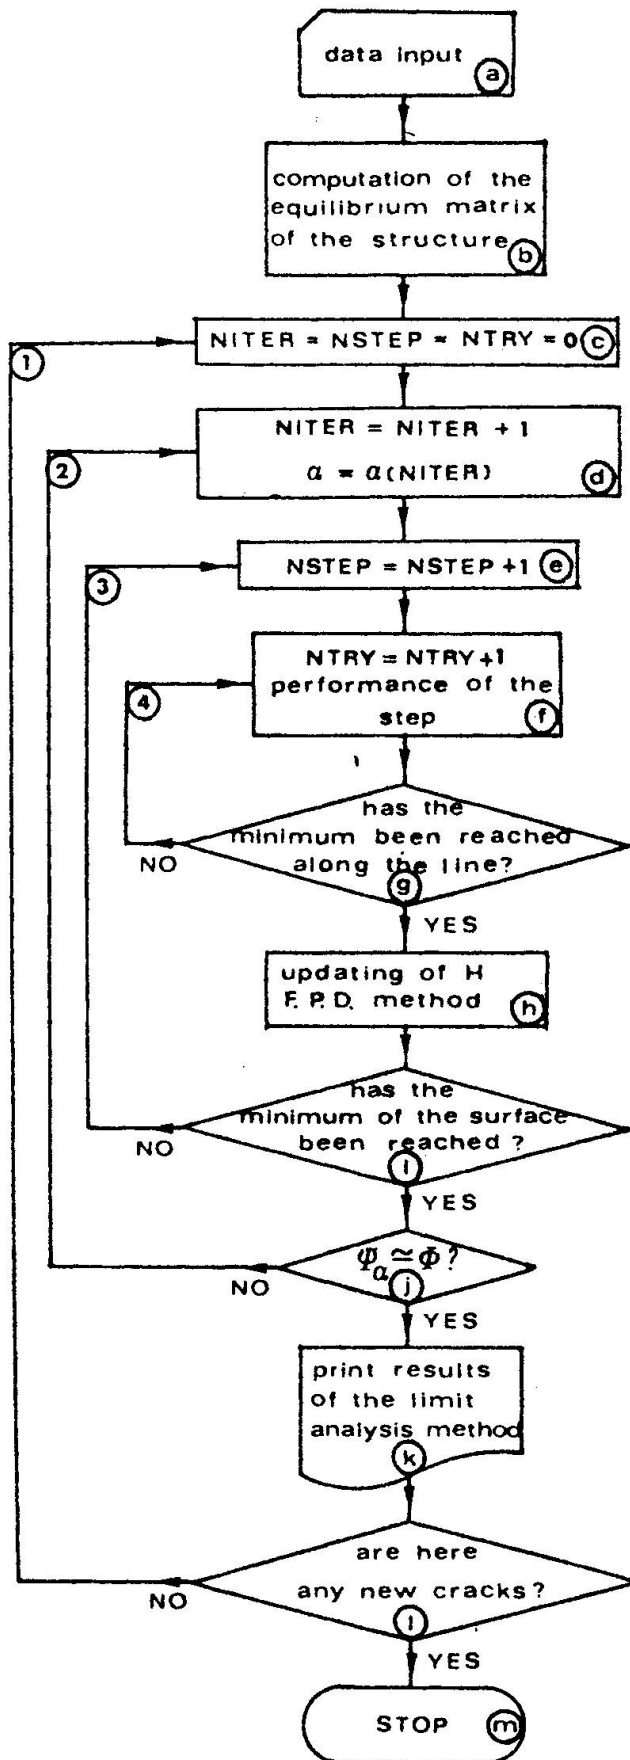 data input
a
computation of the
equilibrium matrix
of the structure
b
1
NITER = NSTEP = NTRY = 0 c
2
NITER = NITER + 1
α = α(NITER) d
3
NSTEP = NSTEP + 1 e
4
NTRY = NTRY+1
performance of the
step f
has the
minimum been reached
along the line?
g
NO
YES
updating of H
F.P.D. method h
has the
minimum of the surface
been reached?
i
NO
YES
Ψα ≃ Φ?
j
NO
YES
print results
of the limit
analysis method
k
are here
any new cracks?
l
NO
YES
STOP m